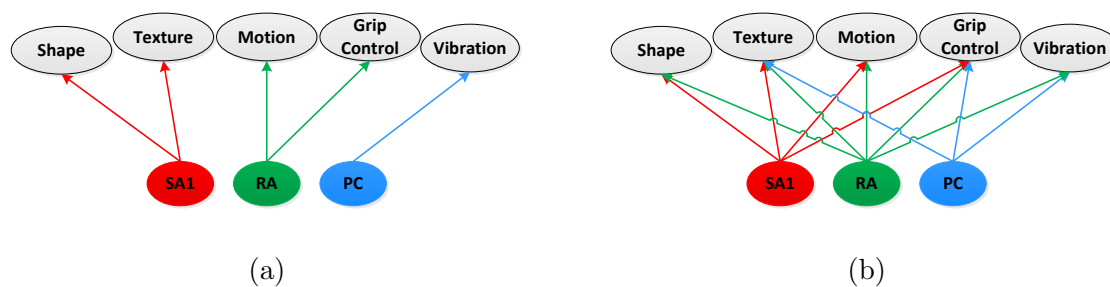 Shape
Texture
Motion
Grip
Control
Vibration
SA1
RA
PC
(a)
Shape
Texture
Motion
Grip
Control
Vibration
SA1
RA
PC
(b)